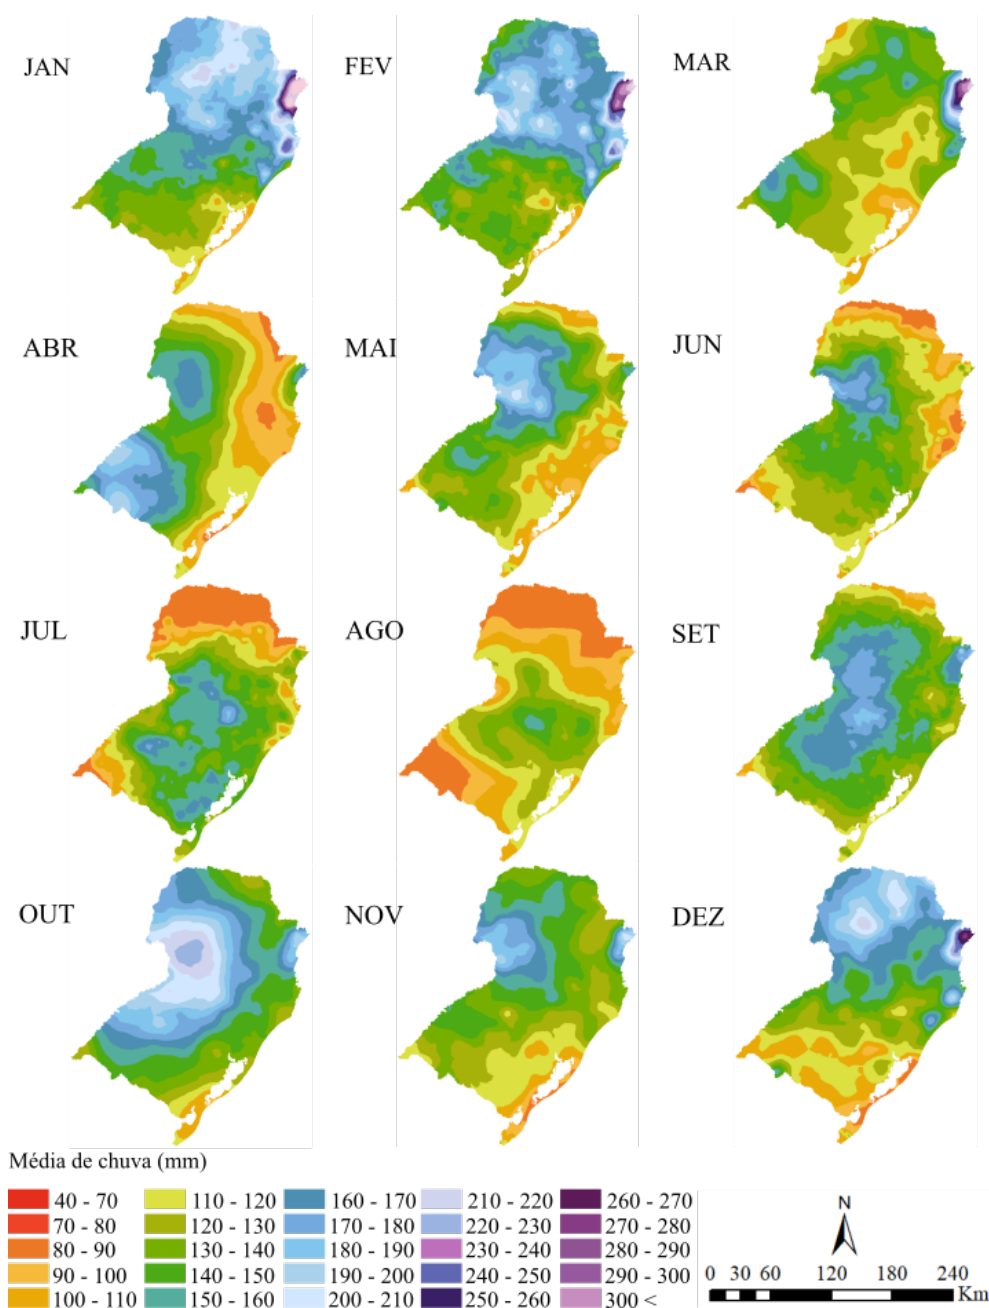 JAN
FEV
MAR
ABR
MAI
JUN
JUL
AGO
SET
OUT
NOV
DEZ
Média de chuva (mm)
40 - 70
110 - 120
160 - 170
210 - 220
260 - 270
70 - 80
120 - 130
170 - 180
220 - 230
270 - 280
80 - 90
130 - 140
180 - 190
230 - 240
280 - 290
90 - 100
140 - 150
190 - 200
240 - 250
290 - 300
100 - 110
150 - 160
200 - 210
250 - 260
300 <
N
0 30 60 120 180 240
Km